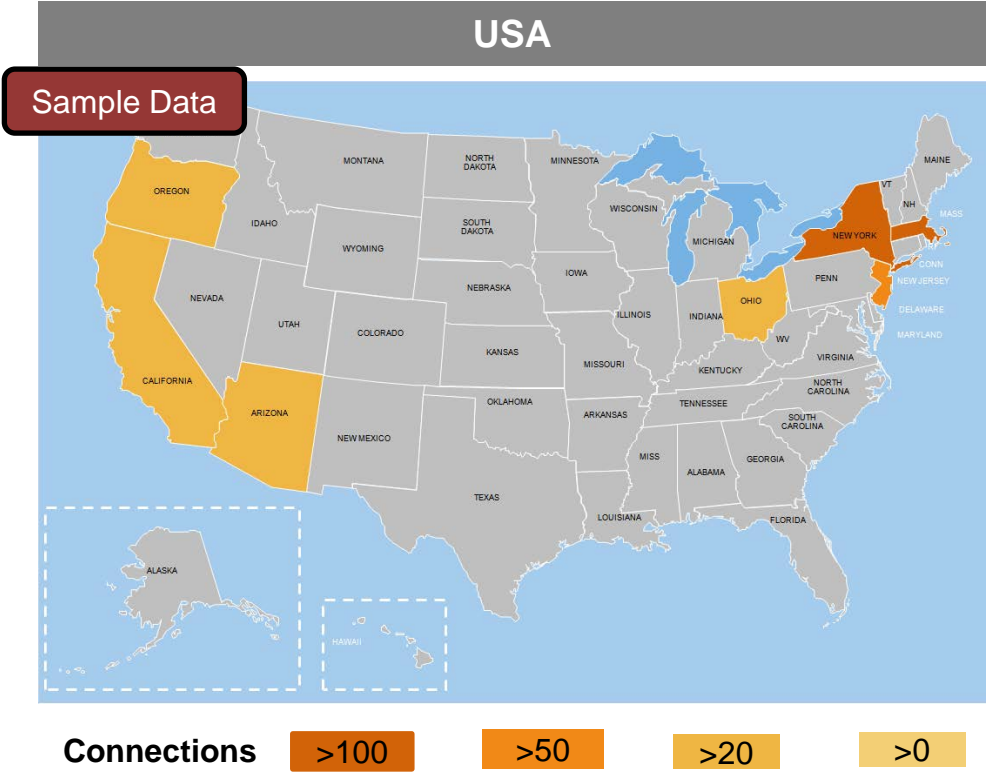 USA
Sample Data
MONTANA
NORTH
DAKOTA
MINNESOTA
MAINE
OREGON
VT
NH
IDAHO
SOUTH
DAKOTA
WISCONSIN
MASS
MICHIGAN
NEW YORK
WYOMING
RI
CONN
IOWA
PENN
NEW JERSEY
NEBRASKA
NEVADA
OHIO
DELAWARE
UTAH
COLORADO
ILLINOIS
INDIANA
MARYLAND
WV
KANSAS
MISSOURI
VIRGINIA
KENTUCKY
CALIFORNIA
NORTH
CAROLINA
OKLAHOMA
TENNESSEE
ARIZONA
ARKANSAS
SOUTH
CAROLINA
NEW MEXICO
MISS
ALABAMA
GEORGIA
TEXAS
LOUISIANA
FLORIDA
ALASKA
HAWAII
Connections >100 >50 >20 >0